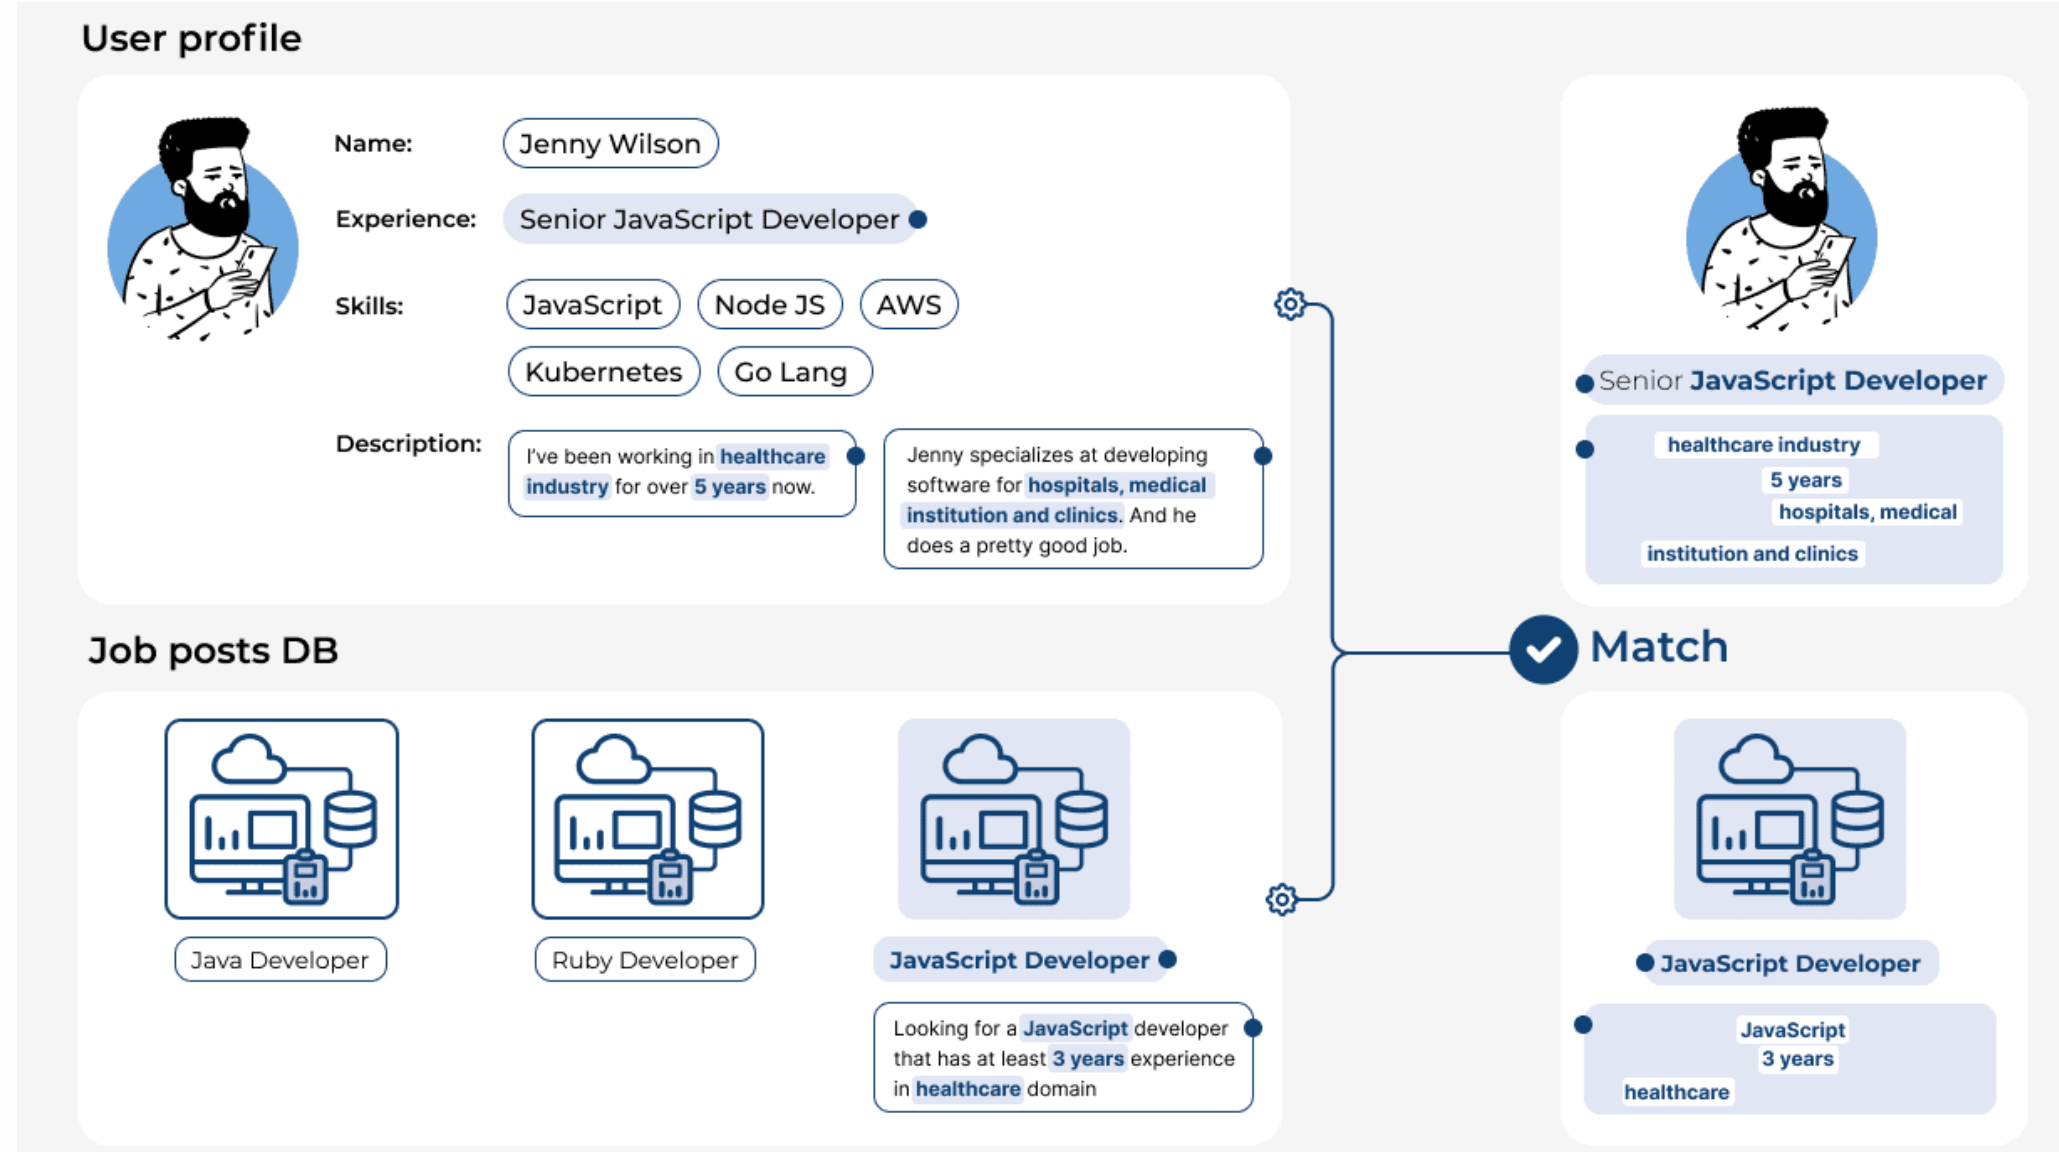 User profile
Name:
Jenny Wilson
Experience:
Senior JavaScript Developer
Skills:
JavaScript
Node JS
AWS
Kubernetes
Go Lang
Description:
I've been working in healthcare
industry for over 5 years now.
Jenny specializes at developing
software for hospitals, medical
institution and clinics. And he
does a pretty good job.
Senior JavaScript Developer
healthcare industry
5 years
hospitals, medical
institution and clinics
Match
Job posts DB
Java Developer
Ruby Developer
JavaScript Developer
Looking for a JavaScript developer
that has at least 3 years experience
in healthcare domain
JavaScript Developer
JavaScript
3 years
healthcare